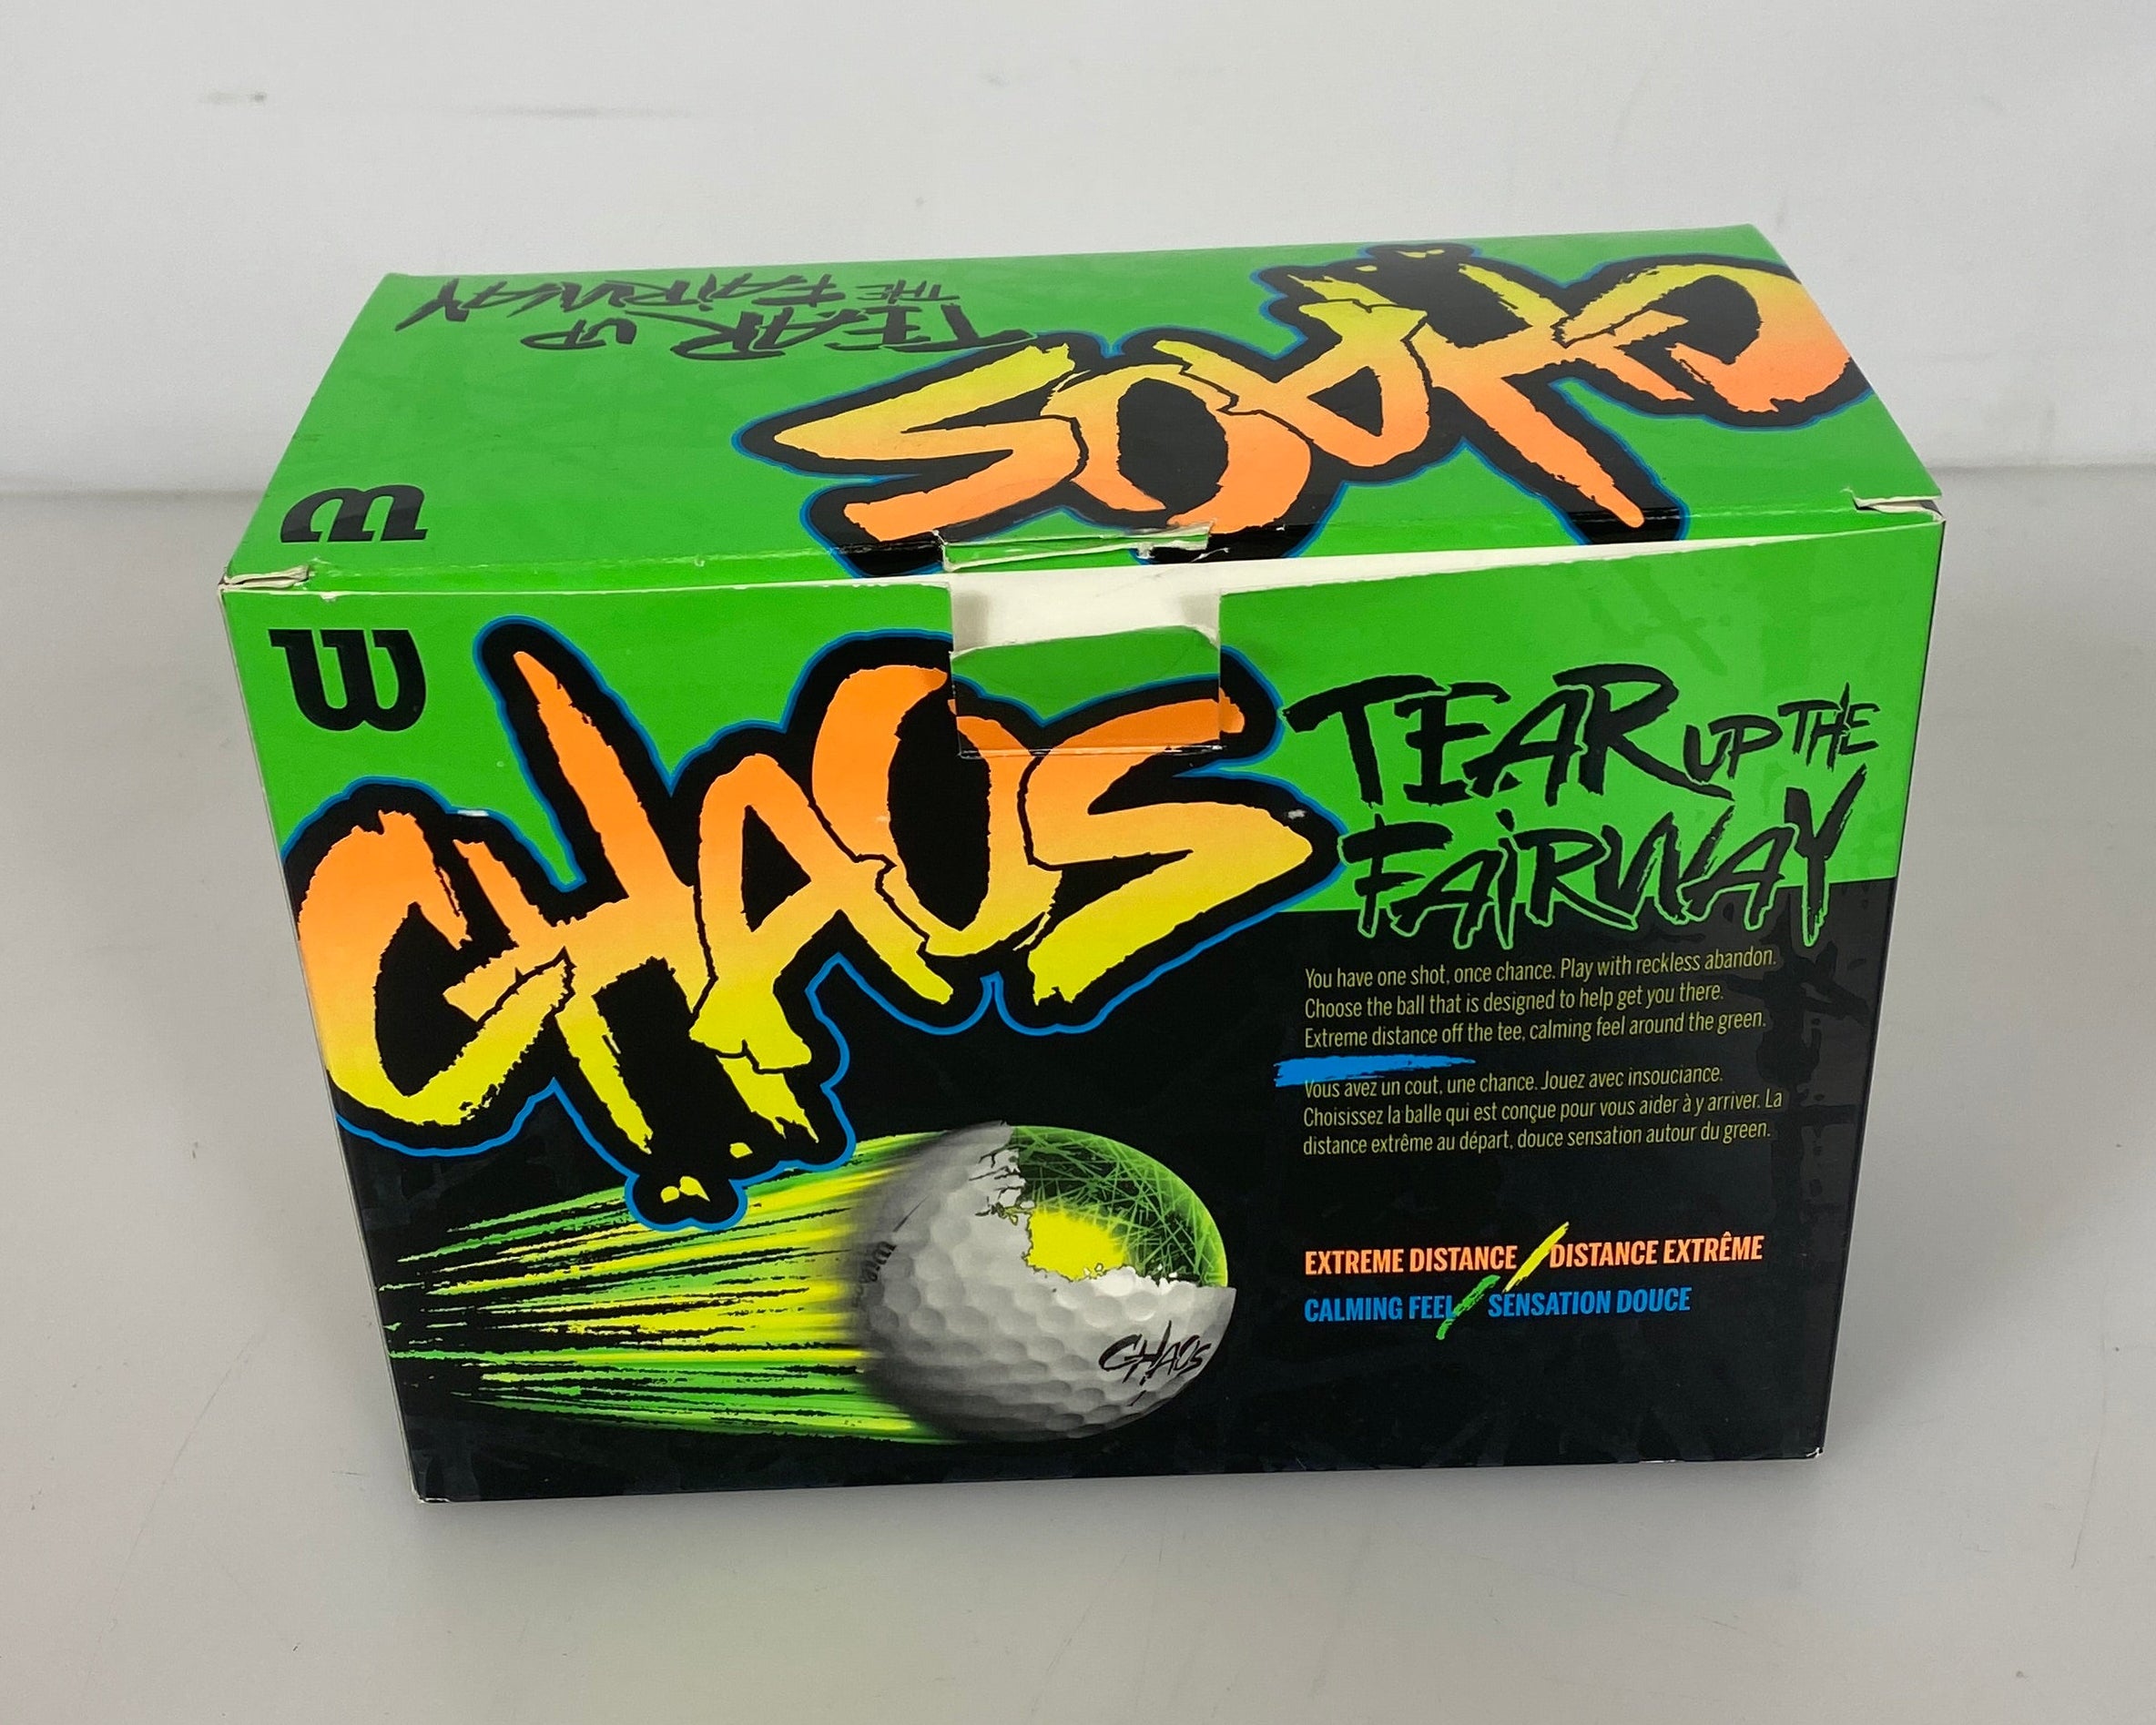 CHAOS
TEAR UP
THE
FAiRWAY
W
W
CHAOS
TEAR UP THE
FAiRWAY
You have one shot, once chance. Play with reckless abandon.
Choose the ball that is designed to help get you there.
Extreme distance off the tee, calming feel around the green.
Vous avez un cout, une chance. Jouez avec insouciance.
Choisissez la balle qui est conçue pour vous aider à y arriver. La
distance extrême au départ, douce sensation autour du green.
EXTREME DISTANCE / DISTANCE EXTRÊME
CALMING FEEL / SENSATION DOUCE
CHAOS